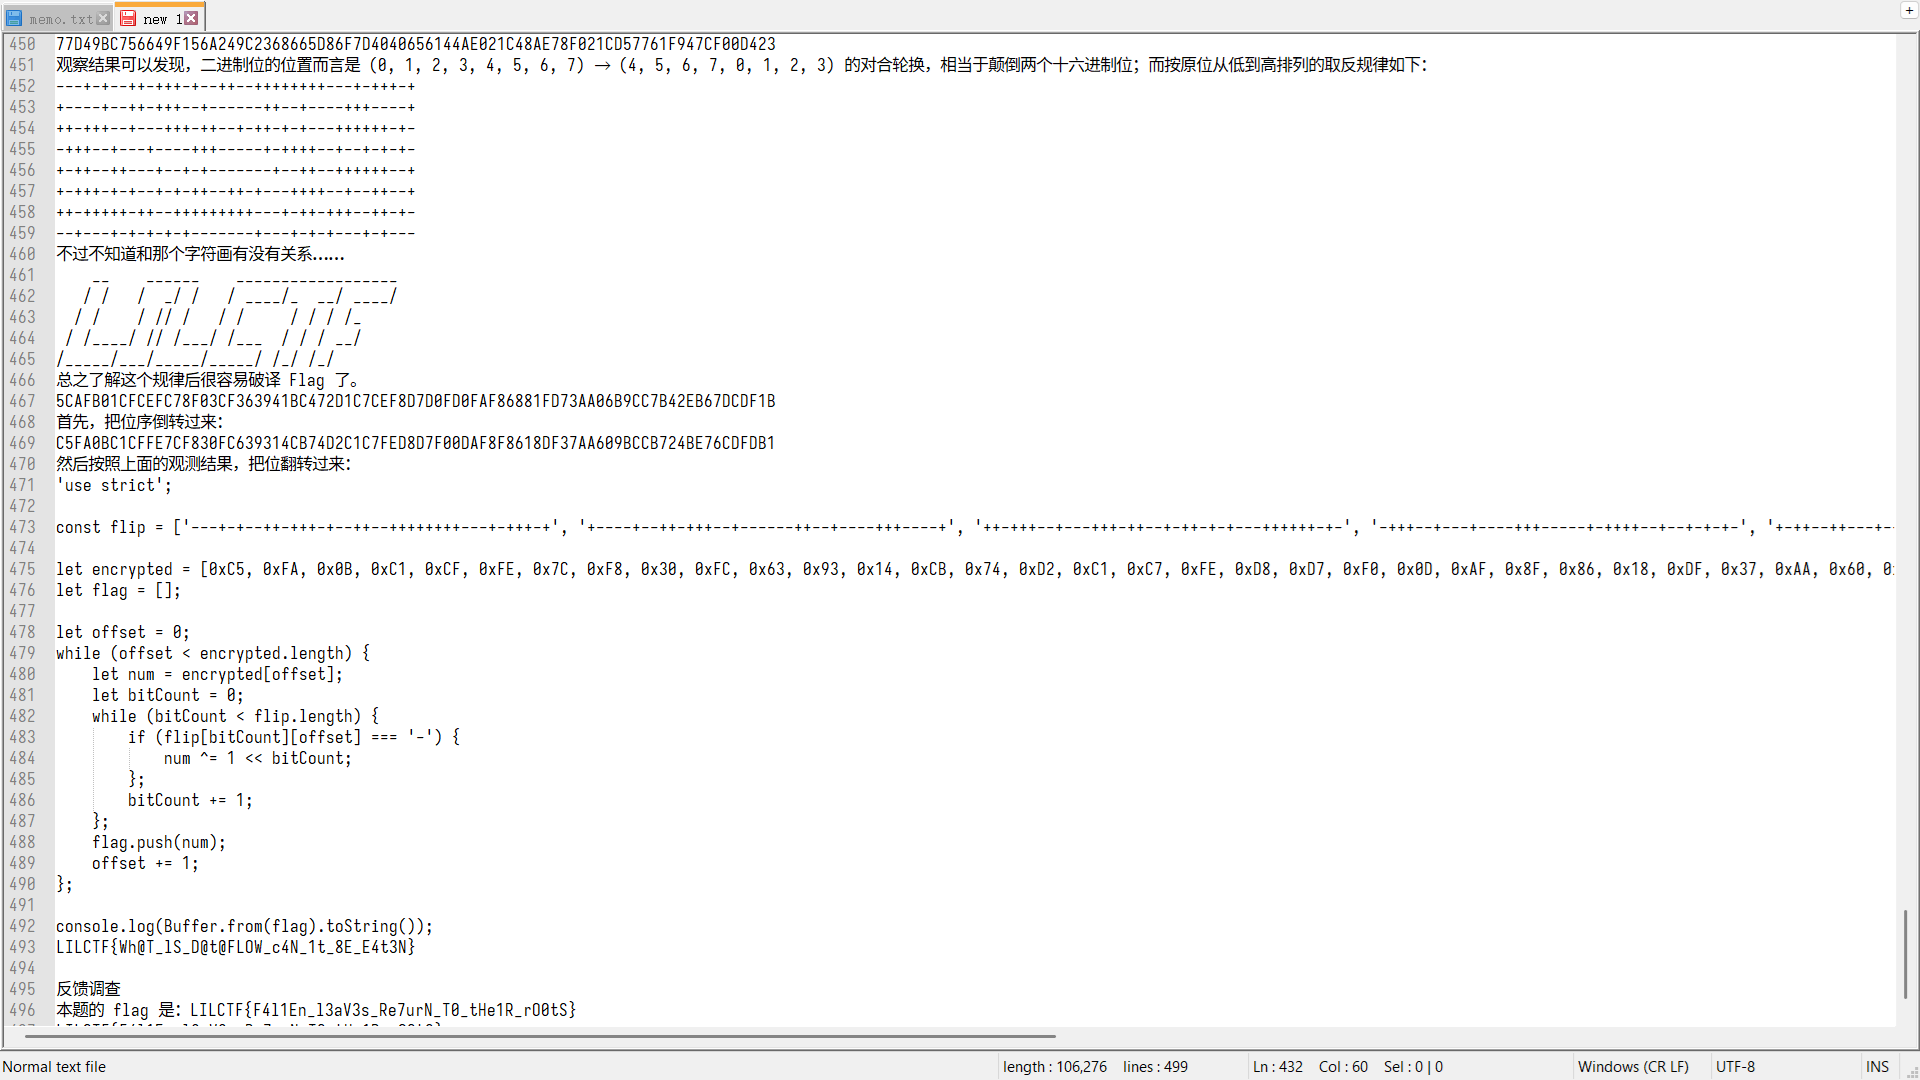 memo.txt
new 1
+
450 77D49BC756649F156A249C2368665D86F7D4040656144AE021C48AE78F021CD57761F947CF00D423
451 观察结果可以发现，二进制位的位置而言是 (0, 1, 2, 3, 4, 5, 6, 7) → (4, 5, 6, 7, 0, 1, 2, 3) 的对合轮换，相当于颠倒两个十六进制位；而按原位从低到高排列的取反规律如下：
452 ---+-+--++-+++-+--++--++++++++---+-+++-+
453 +----+--++-+++--+------++--+----+++----+
454 ++-+++--+---+++-++--+-++-+-+---++++++-+-
455 -+++--+---+----+++-----+-++++--+--+-+-+-
456 +-++--++---+--+-+-------+--++--++++++--+
457 +-+++-+-+--+-+-+++--++-+---++++-++--++--+
458 ++-+++++-++--+++++++++---+-++-+++--++-+-
459 --+---+-+-+-+--+-------+---+-+---+-+---
460 不过不知道和那个字符画有没有关系……
461     __    ______    __________________
462    / /   /  _/ /   / ____/_  __/ ____/
463   / /    / // /   / /     / / / /_
464  / /____/ // /___/ /___  / / / __/
465 /_____/___/_____/_____/ /_/ /_/
466 总之了解这个规律后很容易破译 Flag 了。
467 5CAFB01CFCEFC78F03CF363941BC472D1C7CEF8D7D0FD0FAF86881FD73AA06B9CC7B42EB67DCDF1B
468 首先，把位序倒转过来：
469 C5FA0BC1CFFE7CF830FC639314CB74D2C1C7FED8D7F00DAF8F8618DF37AA609BCCB724BE76CDFDB1
470 然后按照上面的观测结果，把位翻转过来：
471 'use strict';
472
473 const flip = ['---+-+--++-+++-+--++--++++++++---+-+++-+', '+----+--++-+++--+------++--+----+++----+', '++-+++--+---+++-++--+-++-+-+---++++++-+-', '-+++--+---+----+++-----+-++++--+--+-+-+-', '+-++--++---+--
474
475 let encrypted = [0xC5, 0xFA, 0x0B, 0xC1, 0xCF, 0xFE, 0x7C, 0xF8, 0x30, 0xFC, 0x63, 0x93, 0x14, 0xCB, 0x74, 0xD2, 0xC1, 0xC7, 0xFE, 0xD8, 0xD7, 0xF0, 0x0D, 0xAF, 0x8F, 0x86, 0x18, 0xDF, 0x37, 0xAA, 0x60,
476 let flag = [];
477
478 let offset = 0;
479 while (offset < encrypted.length) {
480     let num = encrypted[offset];
481     let bitCount = 0;
482     while (bitCount < flip.length) {
483         if (flip[bitCount][offset] === '-') {
484             num ^= 1 << bitCount;
485         };
486         bitCount += 1;
487     };
488     flag.push(num);
489     offset += 1;
490 };
491
492 console.log(Buffer.from(flag).toString());
493 LILCTF{Wh@T_lS_D@t@FLOW_c4N_1t_8E_E4t3N}
494
495 反馈调查
496 本题的 flag 是：LILCTF{F4l1En_l3aV3s_Re7urN_T0_tHe1R_rO0tS}
Normal text file
length : 106,276    lines : 499
Ln : 432    Col : 60    Sel : 0 | 0
Windows (CR LF)
UTF-8
INS